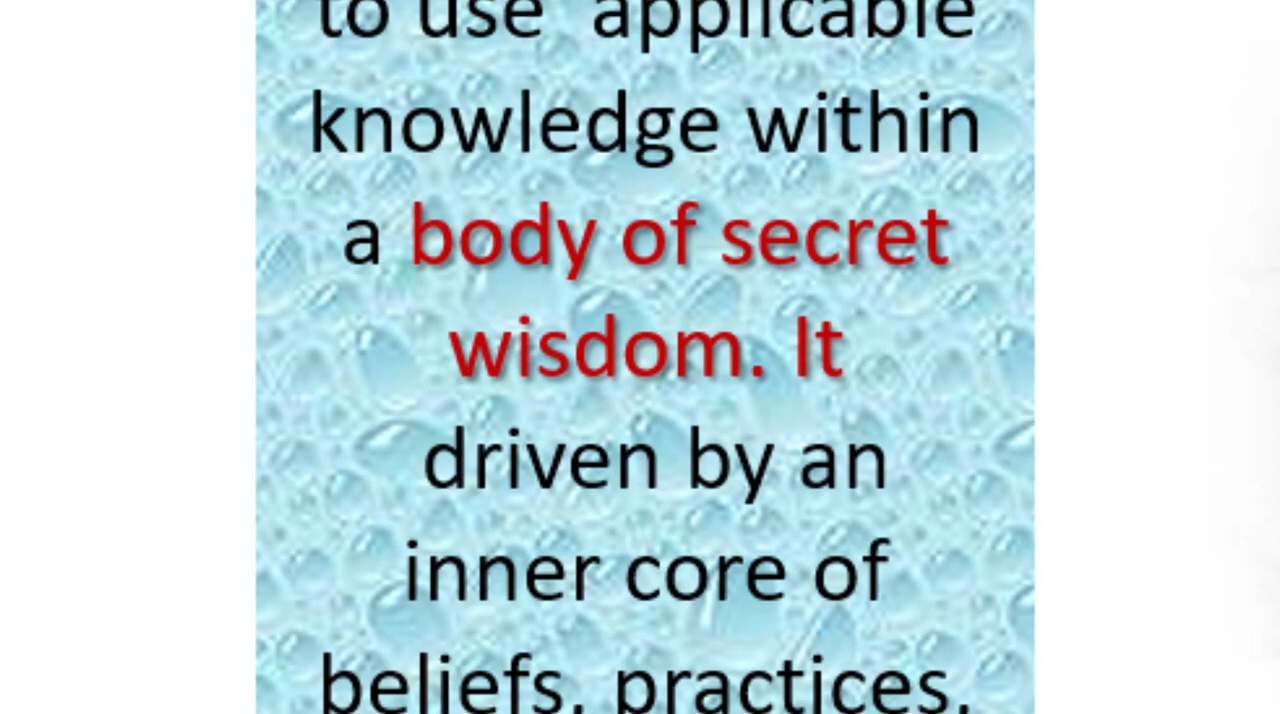 to use  applicable
knowledge within
a body of secret
wisdom. It
driven by an
inner core of
beliefs, practices,